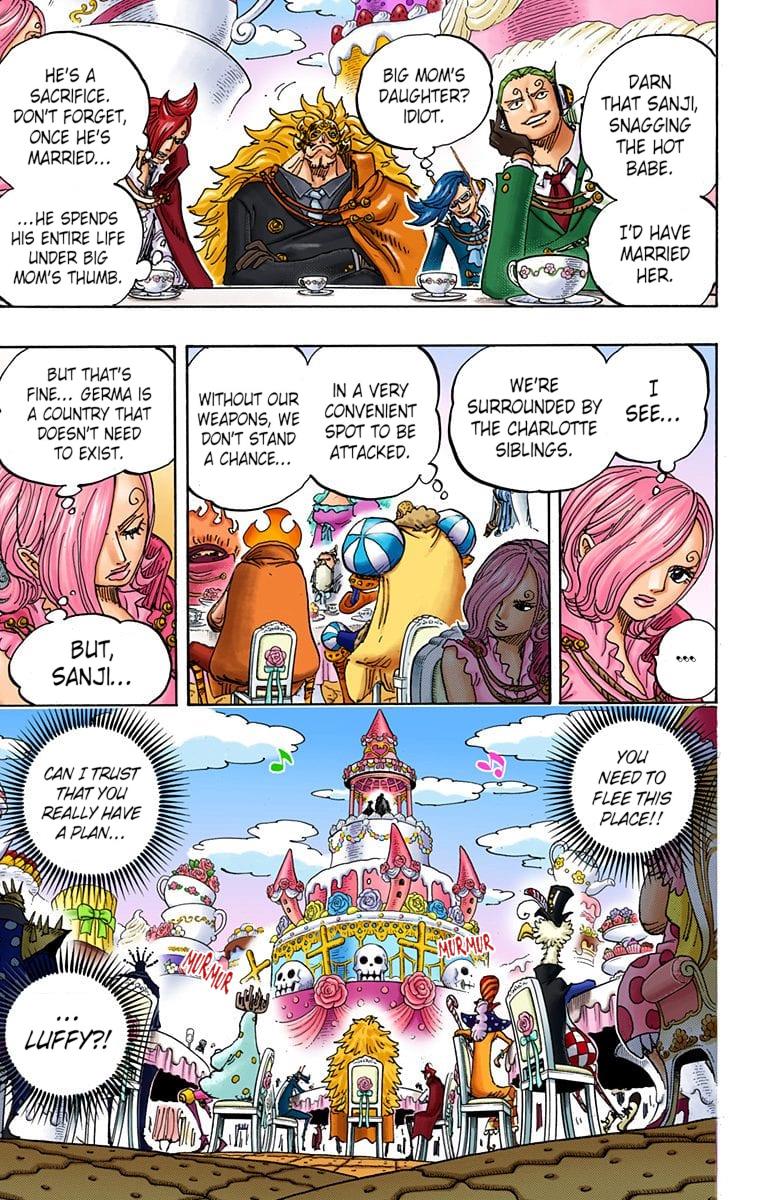 DARN
THAT SANJI,
SNAGGING
THE HOT
BABE.
I'D HAVE
MARRIED
HER.
BIG MOM'S
DAUGHTER?
IDIOT.
HE'S A
SACRIFICE.
DON'T FORGET,
ONCE HE'S
MARRIED...
...HE SPENDS
HIS ENTIRE LIFE
UNDER BIG
MOM'S THUMB.
I
SEE...
...
WE'RE
SURROUNDED BY
THE CHARLOTTE
SIBLINGS.
IN A VERY
CONVENIENT
SPOT TO BE
ATTACKED.
WITHOUT OUR
WEAPONS, WE
DON'T STAND
A CHANCE...
BUT THAT'S
FINE... GERMA IS
A COUNTRY THAT
DOESN'T NEED
TO EXIST.
BUT,
SANJI...
YOU
NEED TO
FLEE THIS
PLACE!!
MURMUR
MURMUR
CAN I TRUST
THAT YOU
REALLY HAVE
A PLAN...
...
LUFFY?!